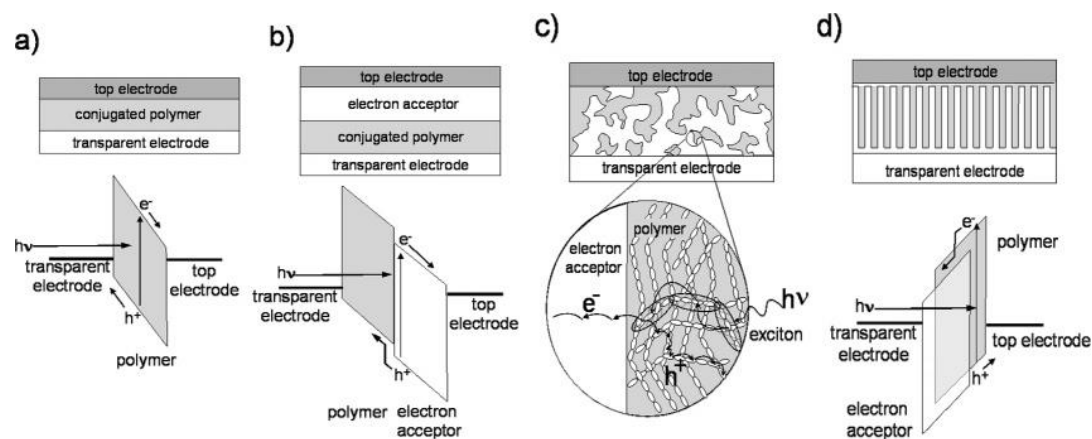 a)
top electrode
conjugated polymer
transparent electrode
e-
hν
transparent
electrode
top
electrode
h+
polymer
b)
top electrode
electron acceptor
conjugated polymer
transparent electrode
e-
hν
transparent
electrode
top
electrode
h+
polymer electron
acceptor
c)
top electrode
transparent electrode
polymer
electron
acceptor
e-
hν
exciton
h+
d)
top electrode
transparent electrode
e-
polymer
hν
transparent
electrode
top electrode
h+
electron
acceptor